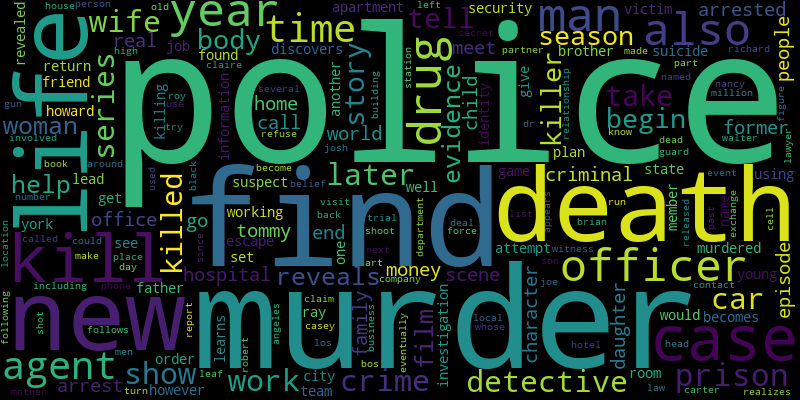 police
find
murder
death
new
life
kill
case
year
wife
man
also
time
tell
season
arrested
apartment
left
security
victim
house
person
old
revealed
real
job
body
found
discovers
meet
brother
suicide
people
high
return
friend
howard
gun
series
killing
roy
use
try
claire
several
home
call
information
another
story
building
world
drug
station
evidence
child
identity
secret
partner
made
richard
give
killer
part
named
nancy
million
relationship
take
begin
former
know
dead
guard
walter
figure
lawyer
dr
plan
woman
involved
book
around
number
help
lead
get
used
killed
suspect
black
become
belief
refuse
josh
later
well
game
criminal
state
event
using
york
office
go
working
tommy
escape
set
since
visit
back
trial
shoot
end
one
run
list
appears
brian
member
name
past
released
exchange
cell
location
called
could
see
make
place
day
hospital
reveals
art
next
department
deal
force
attempt
witness
murdered
money
scene
company
officer
son
joe
young
episode
including
phone
father
report
claim
ray
angeles
casey
los
family
business
film
eventually
investigation
local
whose
character
hotel
daughter
car
contact
would
becomes
following
shot
follows
men
agent
show
order
however
learns
leaf
robert
work
city
team
boss
crime
detective
room
law
head
prison
carter
realizes
mother
arrest
turn